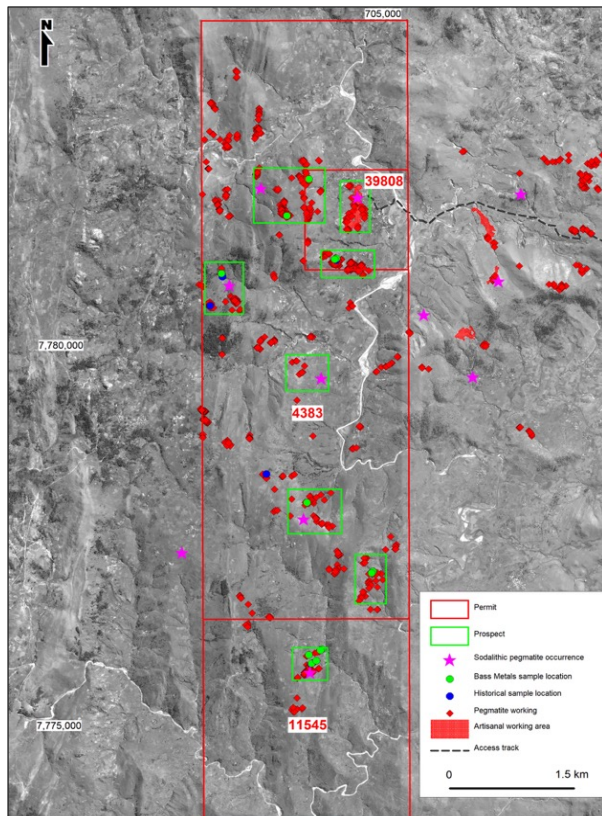 705,000
N
39808
7,780,000
4383
11545
7,775,000
Permit
Prospect
Sodalithic pegmatite occurrence
Bass Metals sample location
Historical sample location
Pegmatite working
Artisanal working area
Access track
0 1.5 km